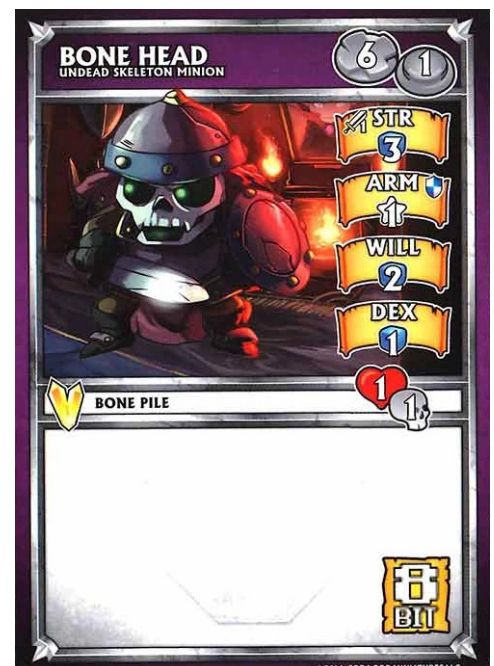 BONE HEAD
UNDEAD SKELETON MINION
6
1
STR
3
ARM
1
WILL
2
DEX
1
1
1
BONE PILE
8
BIT